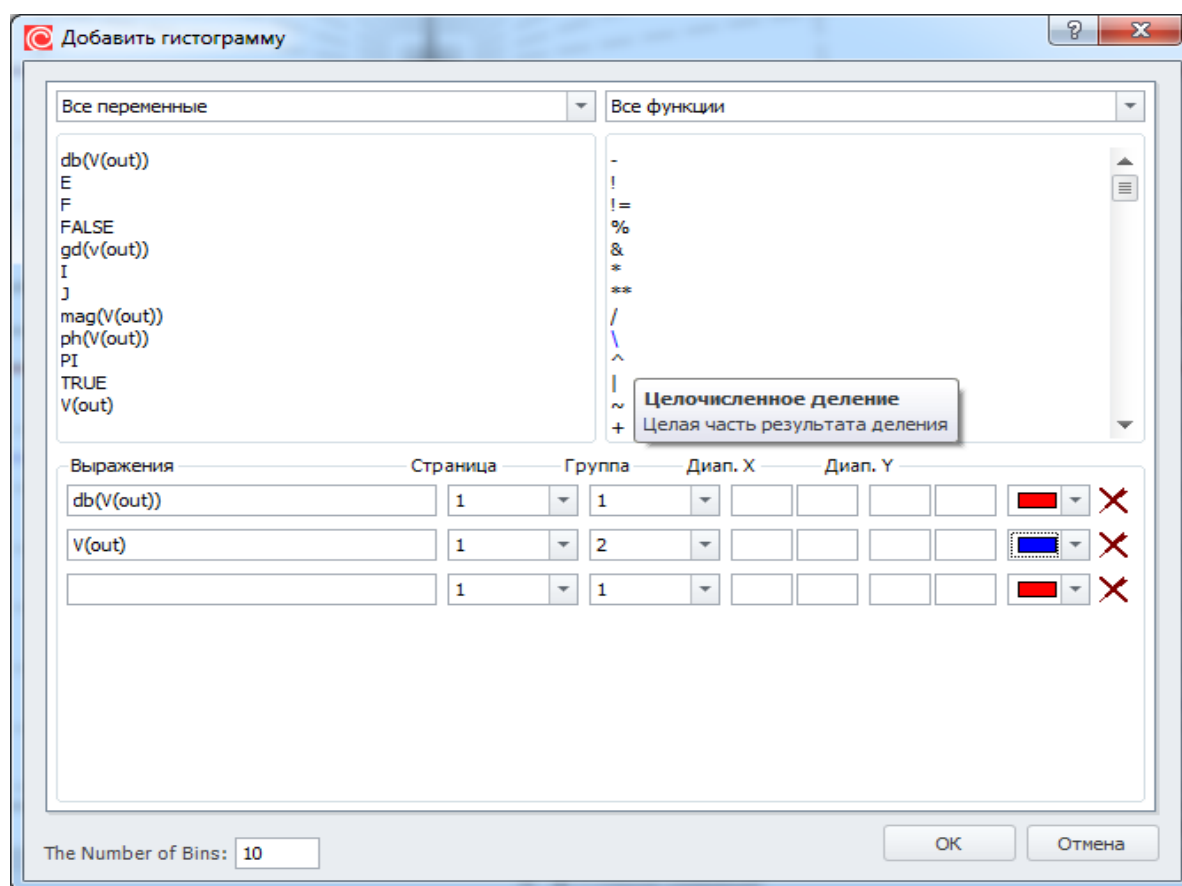 Добавить гистограмму
Все переменные
Все функции
db(V(out))
E
F
FALSE
gd(v(out))
I
J
mag(V(out))
ph(V(out))
PI
TRUE
V(out)
-
!
!=
%
&
*
**
/
\
^
|
~
+
Целочисленное деление
Целая часть результата деления
Выражения Страница Группа Диап. X Диап. Y
db(V(out)) 1 1
V(out) 1 2
1 1
The Number of Bins: 10
OK Отмена